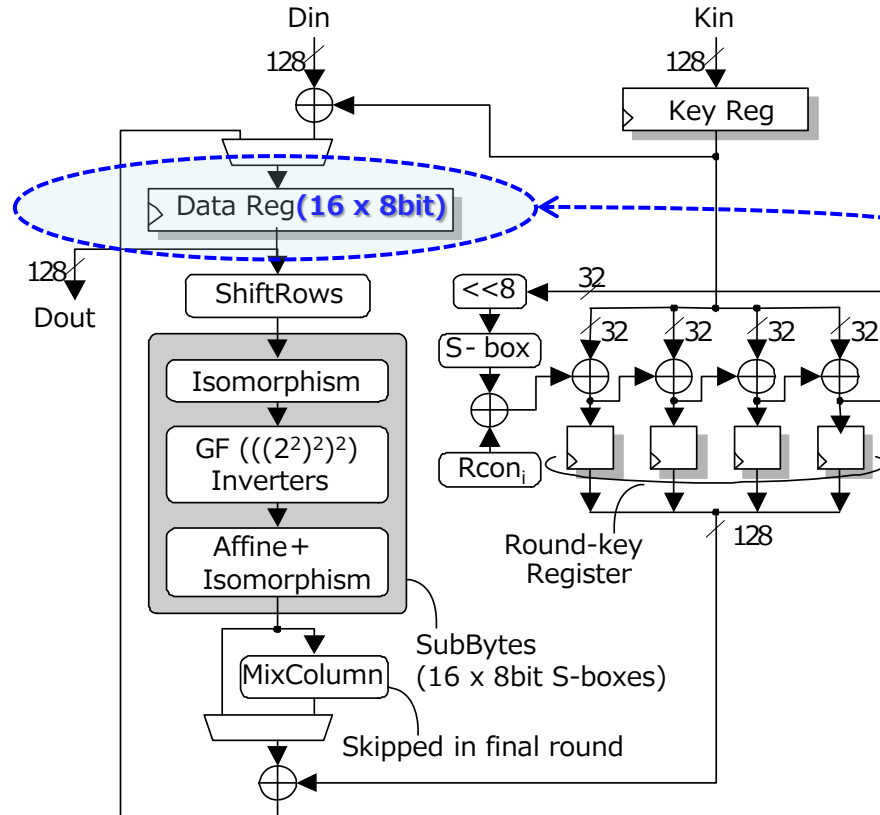 Din
Kin
128
128
Key Reg
Data Reg(16 x 8bit)
128
Dout
ShiftRows
<<8
32
32
32
32
32
S- box
Isomorphism
GF (((2²)²)²)
Inverters
Rconᵢ
Affine+
Isomorphism
Round-key
Register
128
SubBytes
(16 x 8bit S-boxes)
MixColumn
Skipped in final round